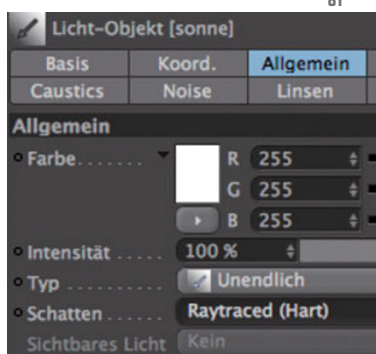 Licht-Objekt [sonne]
Basis Koord. Allgemein
Caustics Noise Linsen
Allgemein
Farbe........ R 255
G 255
B 255
Intensität ..... 100 %
Typ .......... Unendlich
Schatten ...... Raytraced (Hart)
Sichtbares Licht Kein